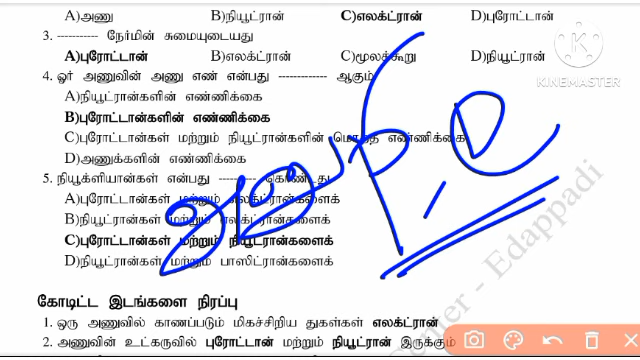 A)அணு B)நியூட்ரான் C)எலக்ட்ரான் D)புரோட்டான்
3. ----------- நேர்மின் சுமையுடையது
A)புரோட்டான் B)எலக்ட்ரான் C)மூலக்கூறு D)நியூட்ரான்
4. ஓர் அணுவின் அணு எண் என்பது ------------- ஆகும்
A)நியூட்ரான்களின் எண்ணிக்கை
B)புரோட்டான்களின் எண்ணிக்கை
C)புரோட்டான்கள் மற்றும் நியூட்ரான்களின் மொத்த எண்ணிக்கை
D)அணுக்களின் எண்ணிக்கை
5. நியூக்ளியான்கள் என்பது ---------- கொண்டது
A)புரோட்டான்கள் மற்றும் எலக்ட்ரான்களைக்
B)நியூட்ரான்கள் மற்றும் எலக்ட்ரான்களைக்
C)புரோட்டான்கள் மற்றும் நியூட்ரான்களைக்
D)நியூட்ரான்கள் மற்றும் பாஸிட்ரான்களைக்
கோடிட்ட இடங்களை நிரப்பு
1. ஒரு அணுவில் காணப்படும் மிகச்சிறிய துகள்கள் எலக்ட்ரான்
2. அணுவின் உட்கருவில் புரோட்டான் மற்றும் நியூட்ரான் இருக்கும்
KINEMASTER
Edappadi